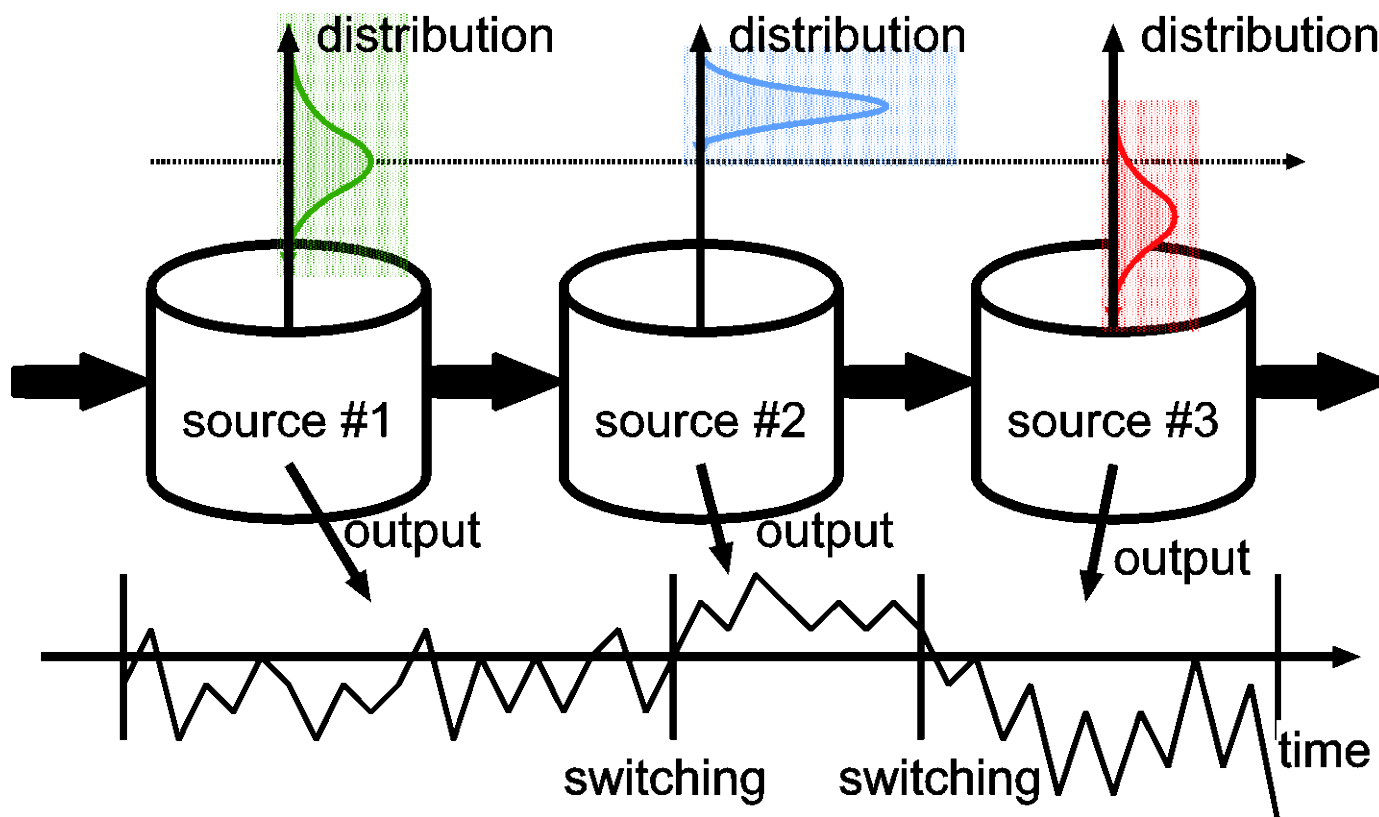 distribution
distribution
distribution
source #1
source #2
source #3
output
output
output
switching
switching
time